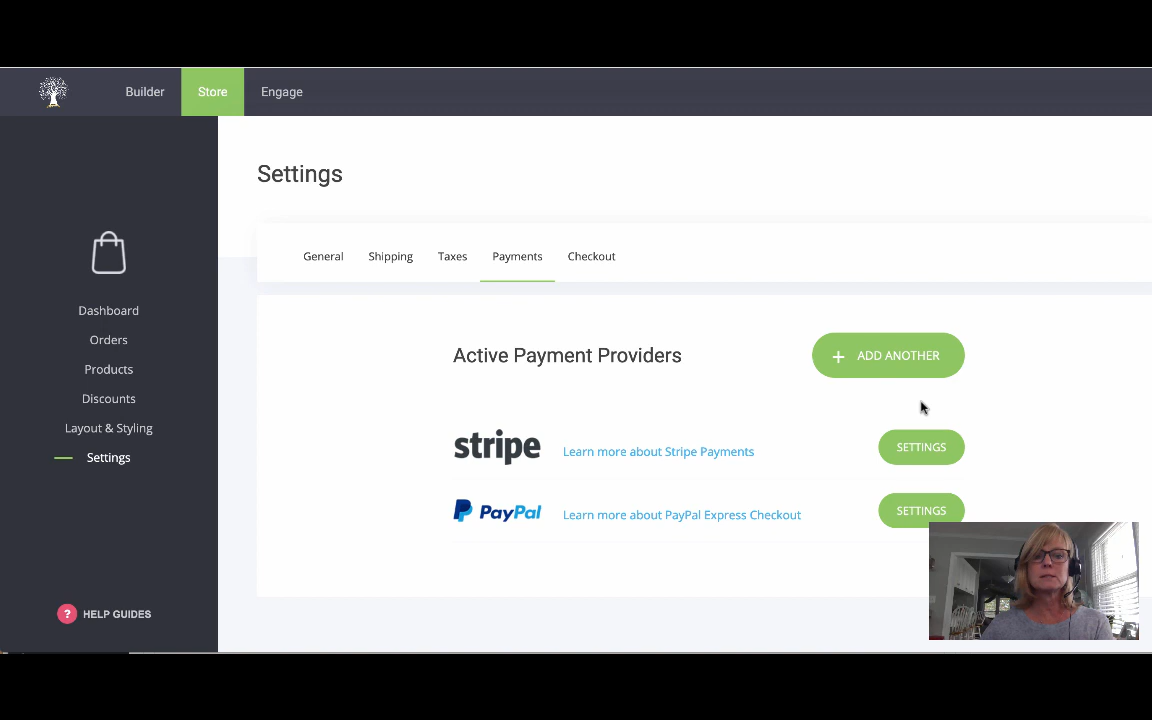 Builder
Store
Engage
Settings
General
Shipping
Taxes
Payments
Checkout
Dashboard
Orders
Products
Discounts
Layout & Styling
Settings
Active Payment Providers
+ ADD ANOTHER
stripe
Learn more about Stripe Payments
SETTINGS
PayPal
Learn more about PayPal Express Checkout
SETTINGS
? HELP GUIDES